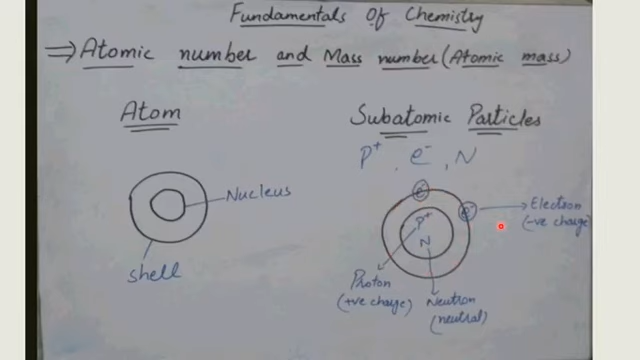 Fundamentals Of Chemistry
⇒ Atomic number and Mass number (Atomic mass)
Atom
Nucleus
shell
Subatomic Particles
P⁺, e⁻, N
e⁻
e⁻
Electron
(-ve charge)
P⁺
N
Proton
(+ve charge)
Neutron
(neutral)